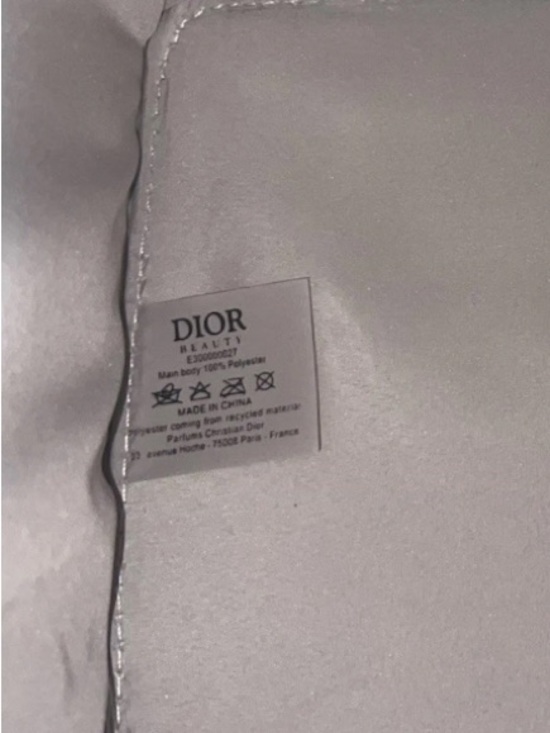 DIOR
BEAUTY
E300000027
Main body 100% Polyester
MADE IN CHINA
Polyester coming from recycled material
Parfums Christian Dior
33 avenue Hoche - 75008 Paris - France